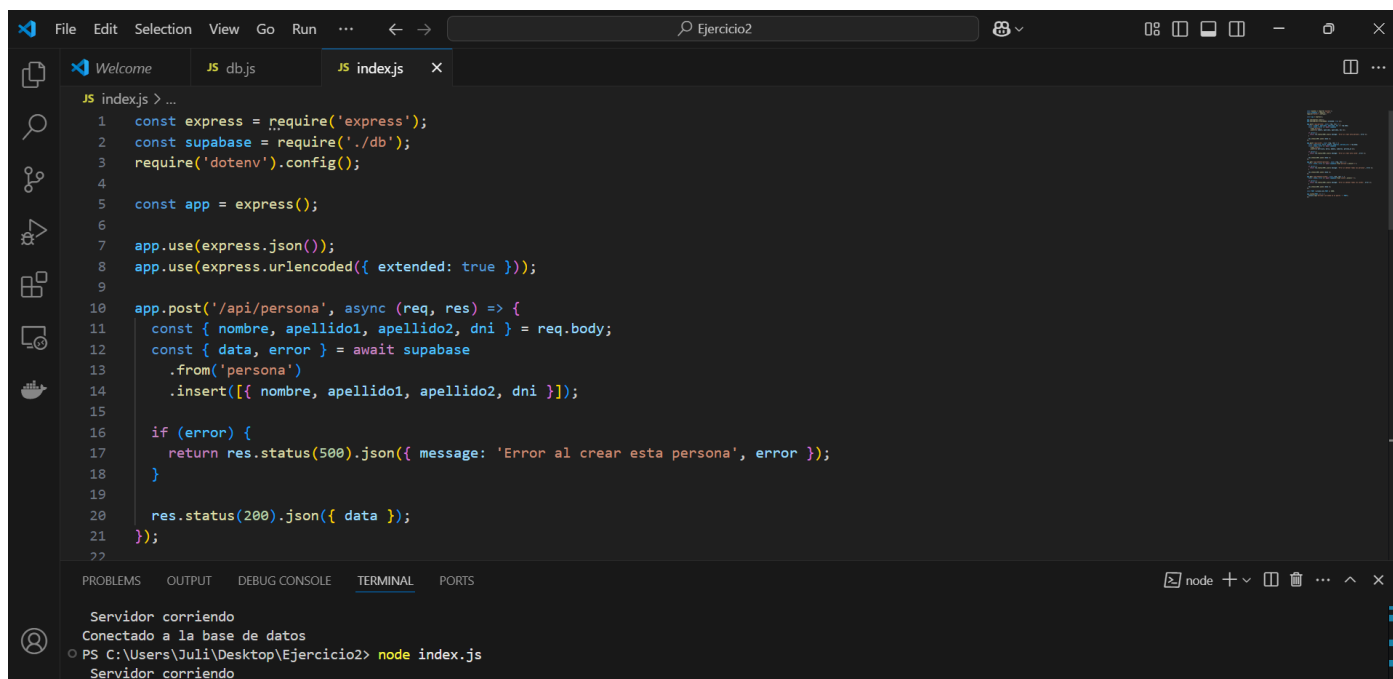 File Edit Selection View Go Run ··· ← → Ejercicio2
Welcome JS db.js JS index.js ×
JS index.js > ...
1 const express = require('express');
2 const supabase = require('./db');
3 require('dotenv').config();
4
5 const app = express();
6
7 app.use(express.json());
8 app.use(express.urlencoded({ extended: true }));
9
10 app.post('/api/persona', async (req, res) => {
11 const { nombre, apellido1, apellido2, dni } = req.body;
12 const { data, error } = await supabase
13 .from('persona')
14 .insert([{ nombre, apellido1, apellido2, dni }]);
15
16 if (error) {
17 return res.status(500).json({ message: 'Error al crear esta persona', error });
18 }
19
20 res.status(200).json({ data });
21 });
22
PROBLEMS OUTPUT DEBUG CONSOLE TERMINAL PORTS node
Servidor corriendo
Conectado a la base de datos
PS C:\Users\Juli\Desktop\Ejercicio2> node index.js
Servidor corriendo